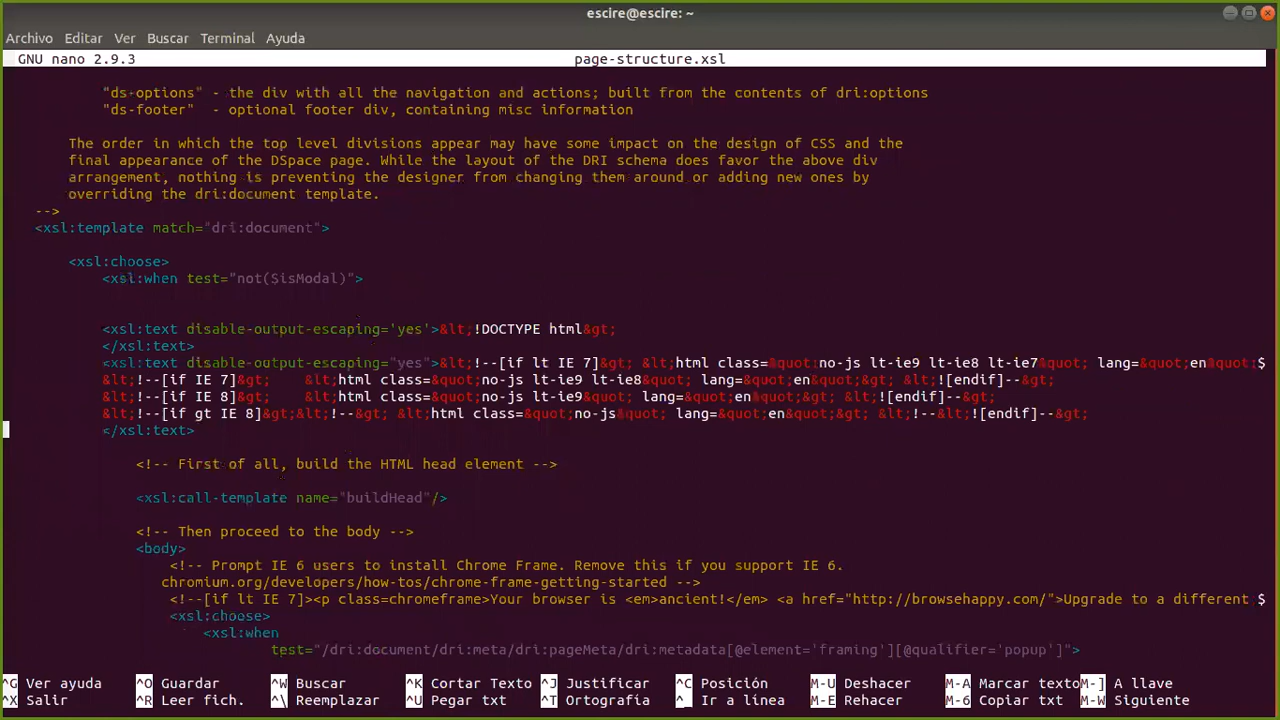 escire@escire: ~
Archivo Editar Ver Buscar Terminal Ayuda
GNU nano 2.9.3 page-structure.xsl
"ds-options" - the div with all the navigation and actions; built from the contents of dri:options
"ds-footer" - optional footer div, containing misc information
The order in which the top level divisions appear may have some impact on the design of CSS and the
final appearance of the DSpace page. While the layout of the DRI schema does favor the above div
arrangement, nothing is preventing the designer from changing them around or adding new ones by
overriding the dri:document template.
-->
<xsl:template match="dri:document">
<xsl:choose>
<xsl:when test="not($isModal)">
<xsl:text disable-output-escaping='yes'>&lt;!DOCTYPE html&gt;
</xsl:text>
<xsl:text disable-output-escaping="yes">&lt;!--[if lt IE 7]&gt; &lt;html class=&quot;no-js lt-ie9 lt-ie8 lt-ie7&quot; lang=&quot;en&quot;$
&lt;!--[if IE 7]&gt; &lt;html class=&quot;no-js lt-ie9 lt-ie8&quot; lang=&quot;en&quot;&gt; &lt;![endif]--&gt;
&lt;!--[if IE 8]&gt; &lt;html class=&quot;no-js lt-ie9&quot; lang=&quot;en&quot;&gt; &lt;![endif]--&gt;
&lt;!--[if gt IE 8]&gt;&lt;!--&gt; &lt;html class=&quot;no-js&quot; lang=&quot;en&quot;&gt; &lt;!--&lt;![endif]--&gt;
</xsl:text>
<!-- First of all, build the HTML head element -->
<xsl:call-template name="buildHead"/>
<!-- Then proceed to the body -->
<body>
<!-- Prompt IE 6 users to install Chrome Frame. Remove this if you support IE 6.
chromium.org/developers/how-tos/chrome-frame-getting-started -->
<!--[if lt IE 7]><p class=chromeframe>Your browser is <em>ancient!</em> <a href="http://browsehappy.com/">Upgrade to a different $
<xsl:choose>
<xsl:when
test="/dri:document/dri:meta/dri:pageMeta/dri:metadata[@element='framing'][@qualifier='popup']">
^G Ver ayuda ^O Guardar ^W Buscar ^K Cortar Texto ^J Justificar ^C Posición M-U Deshacer M-A Marcar texto M-] A llave
^X Salir ^R Leer fich. ^\ Reemplazar ^U Pegar txt ^T Ortografía ^_ Ir a línea M-E Rehacer M-6 Copiar txt M-W Siguiente